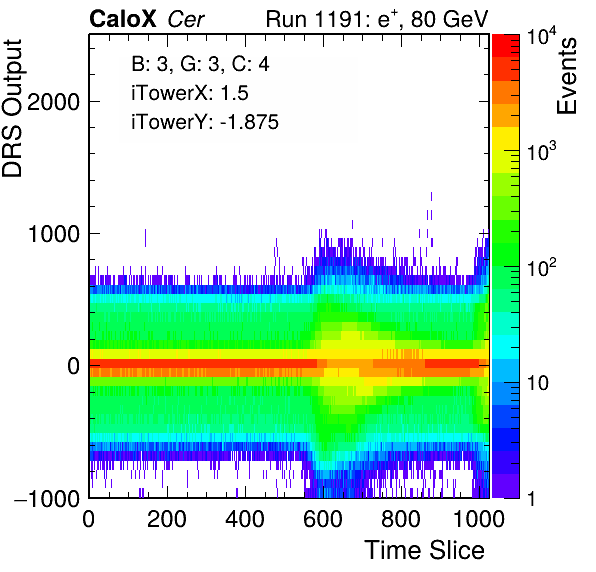 CaloX Cer Run 1191: e⁺, 80 GeV
DRS Output
Events
B: 3, G: 3, C: 4
iTowerX: 1.5
iTowerY: -1.875
2000
1000
0
−1000
0 200 400 600 800 1000
Time Slice
10⁴
10³
10²
10
1